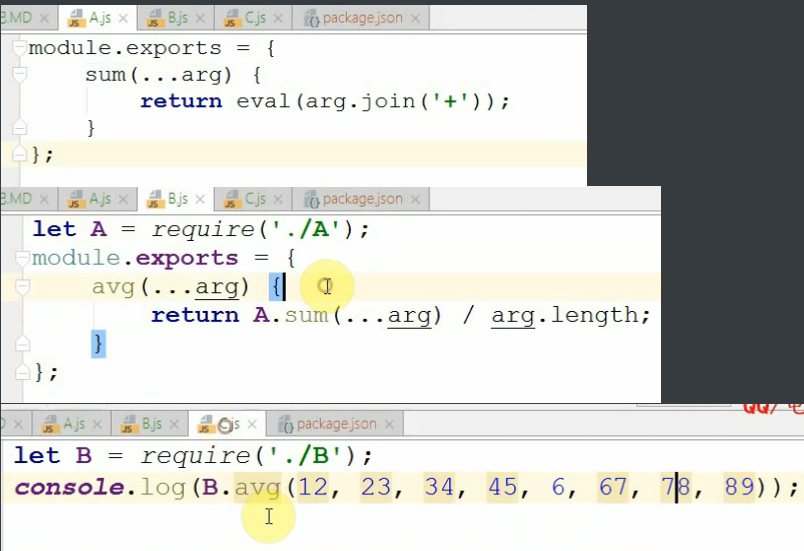 .MD × A.js × B.js × C.js × package.json ×
module.exports = {
sum(...arg) {
return eval(arg.join('+'));
}
};
.MD × A.js × B.js × C.js × package.json ×
let A = require('./A');
module.exports = {
avg(...arg) {
return A.sum(...arg) / arg.length;
}
};
× A.js × B.js × C.js × package.json ×
let B = require('./B');
console.log(B.avg(12, 23, 34, 45, 6, 67, 78, 89));